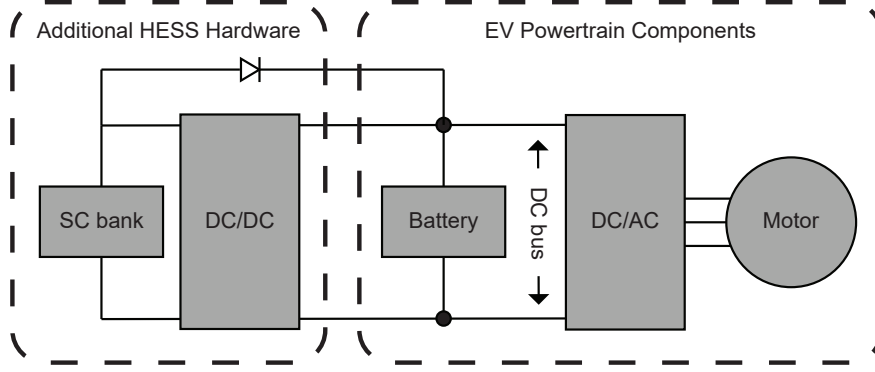 Additional HESS Hardware
EV Powertrain Components
SC bank
DC/DC
Battery
DC bus
DC/AC
Motor